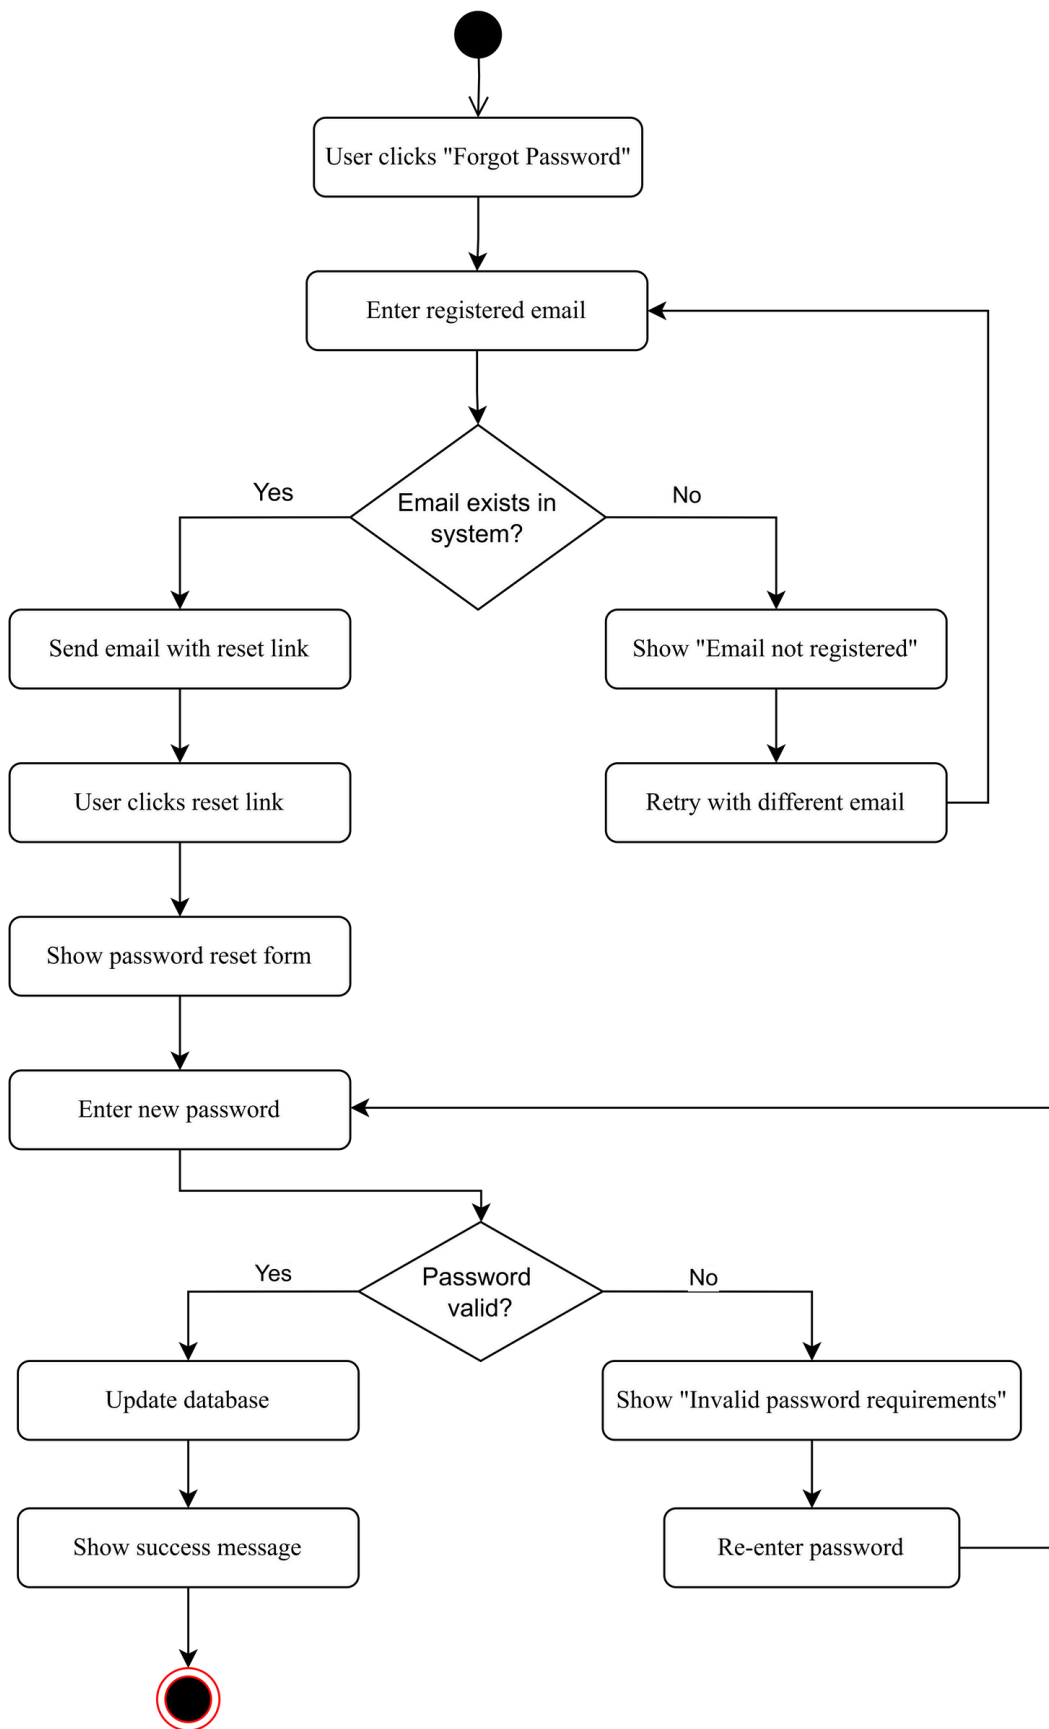 User clicks "Forgot Password"
Enter registered email
Email exists in
system?
Yes
No
Send email with reset link
Show "Email not registered"
User clicks reset link
Retry with different email
Show password reset form
Enter new password
Password
valid?
Yes
No
Update database
Show "Invalid password requirements"
Show success message
Re-enter password